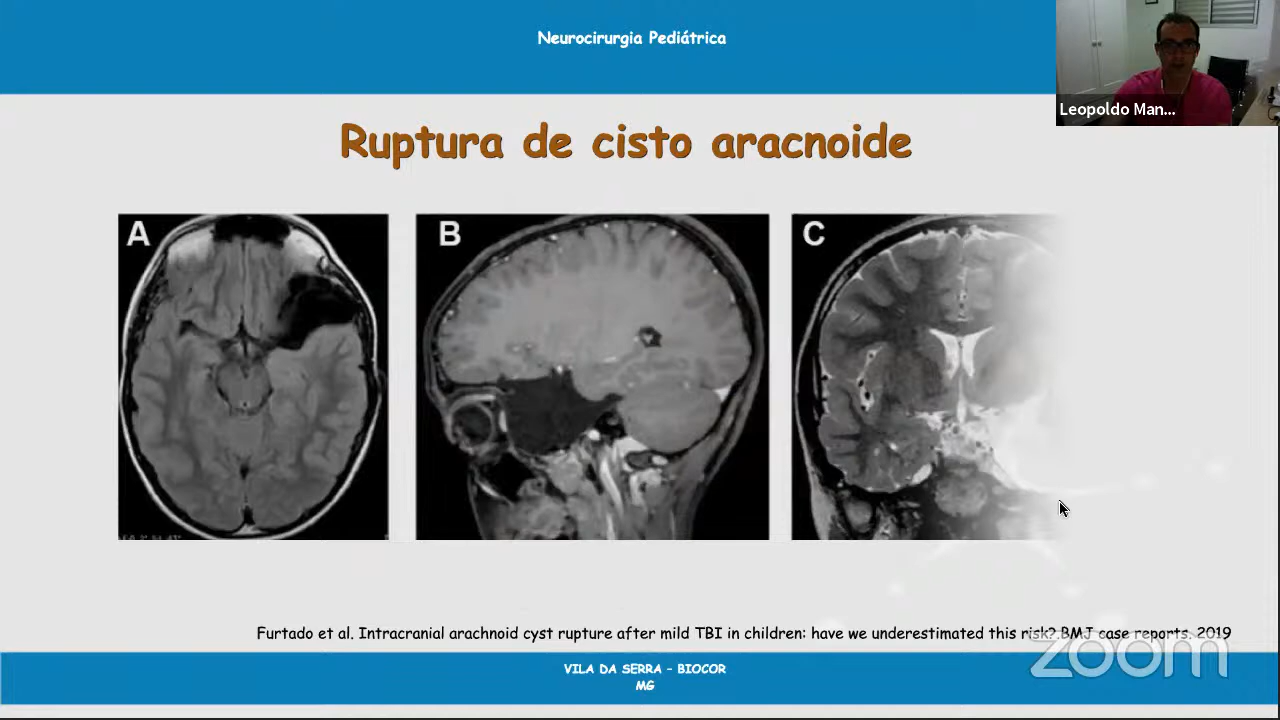 Neurocirurgia Pediátrica
Leopoldo Man...
Ruptura de cisto aracnoide
A
B
C
Furtado et al. Intracranial arachnoid cyst rupture after mild TBI in children: have we underestimated this risk?.BMJ case reports. 2019
zoom
VILA DA SERRA - BIOCOR
MG